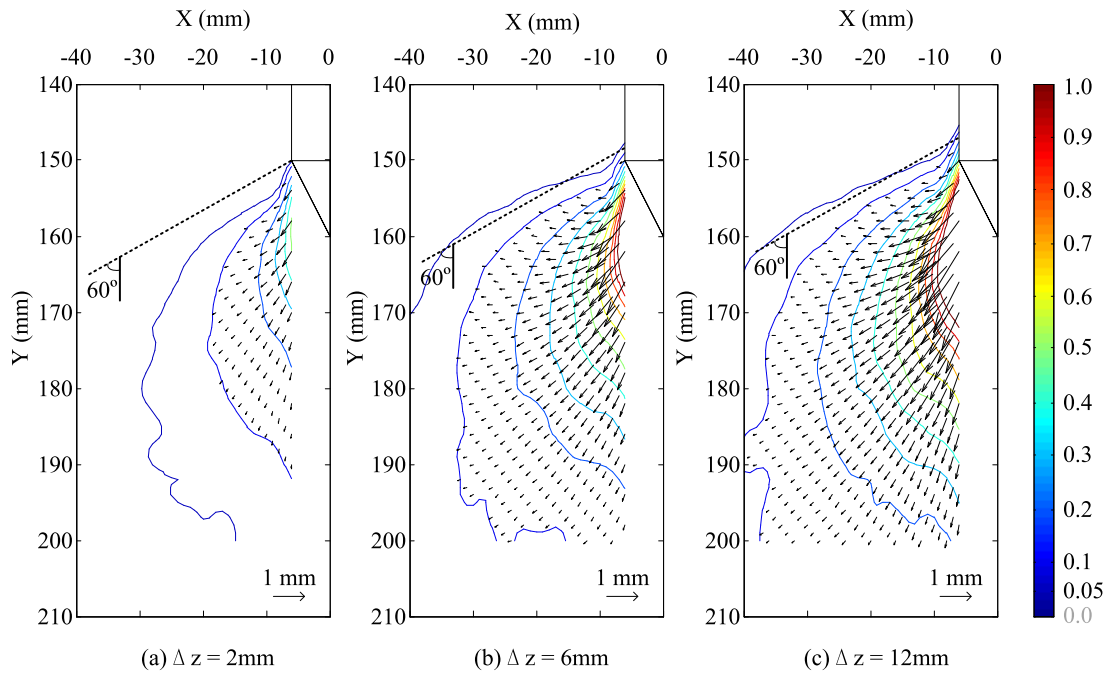 X (mm)
X (mm)
X (mm)
-40 -30 -20 -10 0
-40 -30 -20 -10 0
-40 -30 -20 -10 0
Y (mm)
140
150
160
170
180
190
200
210
60º
1 mm
(a) Δ z = 2mm
Y (mm)
140
150
160
170
180
190
200
210
60º
1 mm
(b) Δ z = 6mm
Y (mm)
140
150
160
170
180
190
200
210
60º
1 mm
(c) Δ z = 12mm
1.0
0.9
0.8
0.7
0.6
0.5
0.4
0.3
0.2
0.1
0.05
0.0